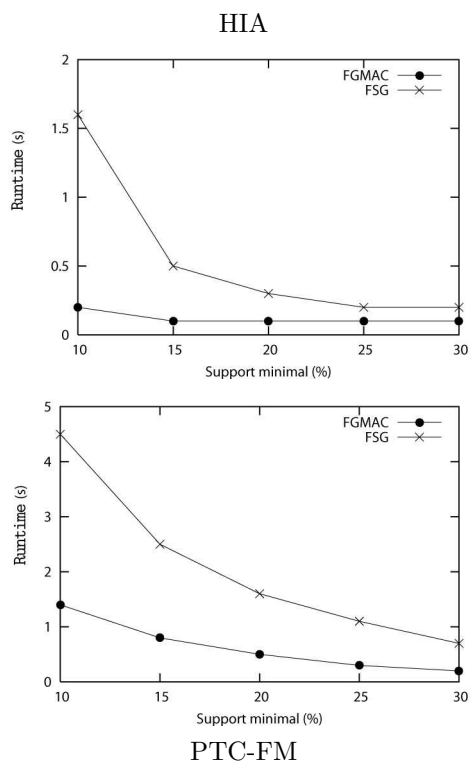 HIA
2
FGMAC
FSG
1.5
Runtime (s)
1
0.5
0
10 15 20 25 30
Support minimal (%)
5
FGMAC
FSG
4
3
Runtime (s)
2
1
0
10 15 20 25 30
Support minimal (%)
PTC-FM